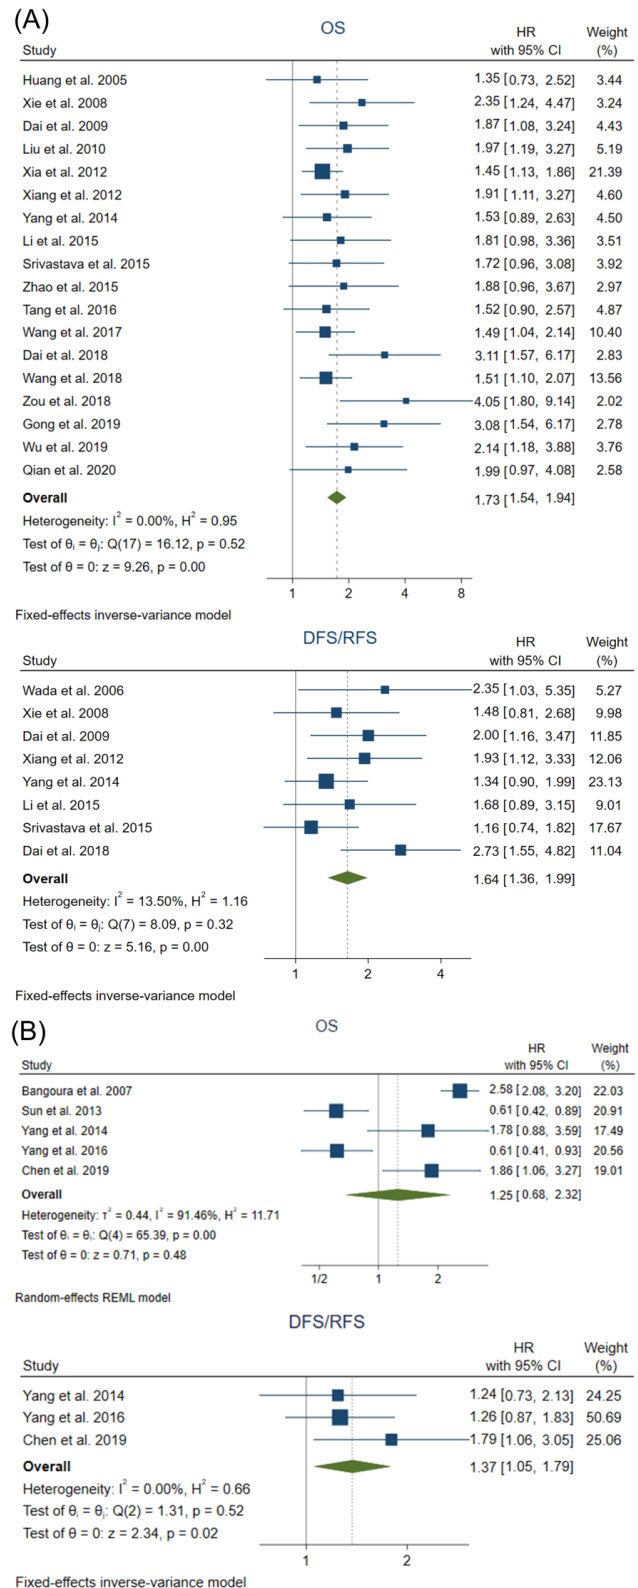 (A)
OS
HR
Study with 95% CI Weight (%)
Huang et al. 2005 1.35 [0.73, 2.52] 3.44
Xie et al. 2008 2.35 [1.24, 4.47] 3.24
Dai et al. 2009 1.87 [1.08, 3.24] 4.43
Liu et al. 2010 1.97 [1.19, 3.27] 5.19
Xia et al. 2012 1.45 [1.13, 1.86] 21.39
Xiang et al. 2012 1.91 [1.11, 3.27] 4.60
Yang et al. 2014 1.53 [0.89, 2.63] 4.50
Li et al. 2015 1.81 [0.98, 3.36] 3.51
Srivastava et al. 2015 1.72 [0.96, 3.08] 3.92
Zhao et al. 2015 1.88 [0.96, 3.67] 2.97
Tang et al. 2016 1.52 [0.90, 2.57] 4.87
Wang et al. 2017 1.49 [1.04, 2.14] 10.40
Dai et al. 2018 3.11 [1.57, 6.17] 2.83
Wang et al. 2018 1.51 [1.10, 2.07] 13.56
Zou et al. 2018 4.05 [1.80, 9.14] 2.02
Gong et al. 2019 3.08 [1.54, 6.17] 2.78
Wu et al. 2019 2.14 [1.18, 3.88] 3.76
Qian et al. 2020 1.99 [0.97, 4.08] 2.58
Overall 1.73 [1.54, 1.94]
Heterogeneity: I² = 0.00%, H² = 0.95
Test of θᵢ = θⱼ: Q(17) = 16.12, p = 0.52
Test of θ = 0: z = 9.26, p = 0.00
1 2 4 8
Fixed-effects inverse-variance model
DFS/RFS
HR Weight
Study with 95% CI (%)
Wada et al. 2006 2.35 [1.03, 5.35] 5.27
Xie et al. 2008 1.48 [0.81, 2.68] 9.98
Dai et al. 2009 2.00 [1.16, 3.47] 11.85
Xiang et al. 2012 1.93 [1.12, 3.33] 12.06
Yang et al. 2014 1.34 [0.90, 1.99] 23.13
Li et al. 2015 1.68 [0.89, 3.15] 9.01
Srivastava et al. 2015 1.16 [0.74, 1.82] 17.67
Dai et al. 2018 2.73 [1.55, 4.82] 11.04
Overall 1.64 [1.36, 1.99]
Heterogeneity: I² = 13.50%, H² = 1.16
Test of θᵢ = θⱼ: Q(7) = 8.09, p = 0.32
Test of θ = 0: z = 5.16, p = 0.00
1 2 4
Fixed-effects inverse-variance model
(B)
OS
HR Weight
Study with 95% CI (%)
Bangoura et al. 2007 2.58 [2.08, 3.20] 22.03
Sun et al. 2013 0.61 [0.42, 0.89] 20.91
Yang et al. 2014 1.78 [0.88, 3.59] 17.49
Yang et al. 2016 0.61 [0.41, 0.93] 20.56
Chen et al. 2019 1.86 [1.06, 3.27] 19.01
Overall 1.25 [0.68, 2.32]
Heterogeneity: τ² = 0.44, I² = 91.46%, H² = 11.71
Test of θᵢ = θᵢ: Q(4) = 65.39, p = 0.00
Test of θ = 0: z = 0.71, p = 0.48
1/2 1 2
Random-effects REML model
DFS/RFS
HR Weight
Study with 95% CI (%)
Yang et al. 2014 1.24 [0.73, 2.13] 24.25
Yang et al. 2016 1.26 [0.87, 1.83] 50.69
Chen et al. 2019 1.79 [1.06, 3.05] 25.06
Overall 1.37 [1.05, 1.79]
Heterogeneity: I² = 0.00%, H² = 0.66
Test of θᵢ = θⱼ: Q(2) = 1.31, p = 0.52
Test of θ = 0: z = 2.34, p = 0.02
1 2
Fixed-effects inverse-variance model